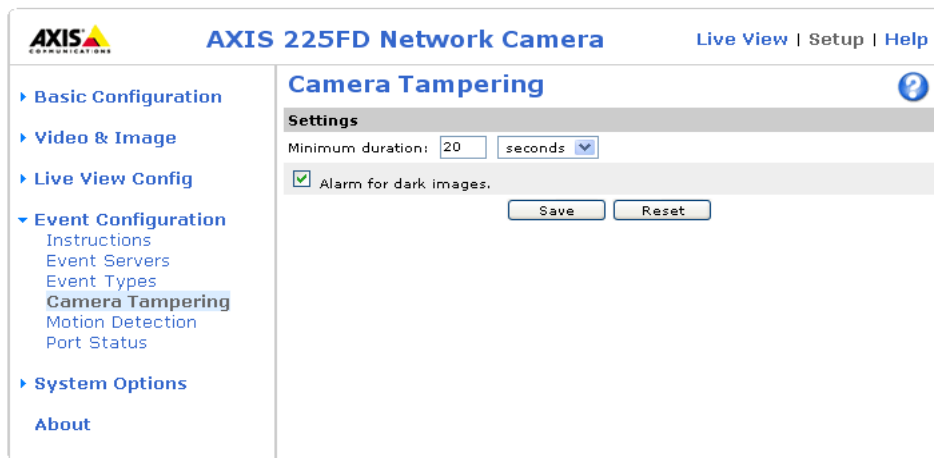 AXIS
COMMUNICATIONS
AXIS 225FD Network Camera
Live View | Setup | Help
Basic Configuration
Video & Image
Live View Config
Event Configuration
Instructions
Event Servers
Event Types
Camera Tampering
Motion Detection
Port Status
System Options
About
Camera Tampering
?
Settings
Minimum duration: 20 seconds
Alarm for dark images.
Save Reset